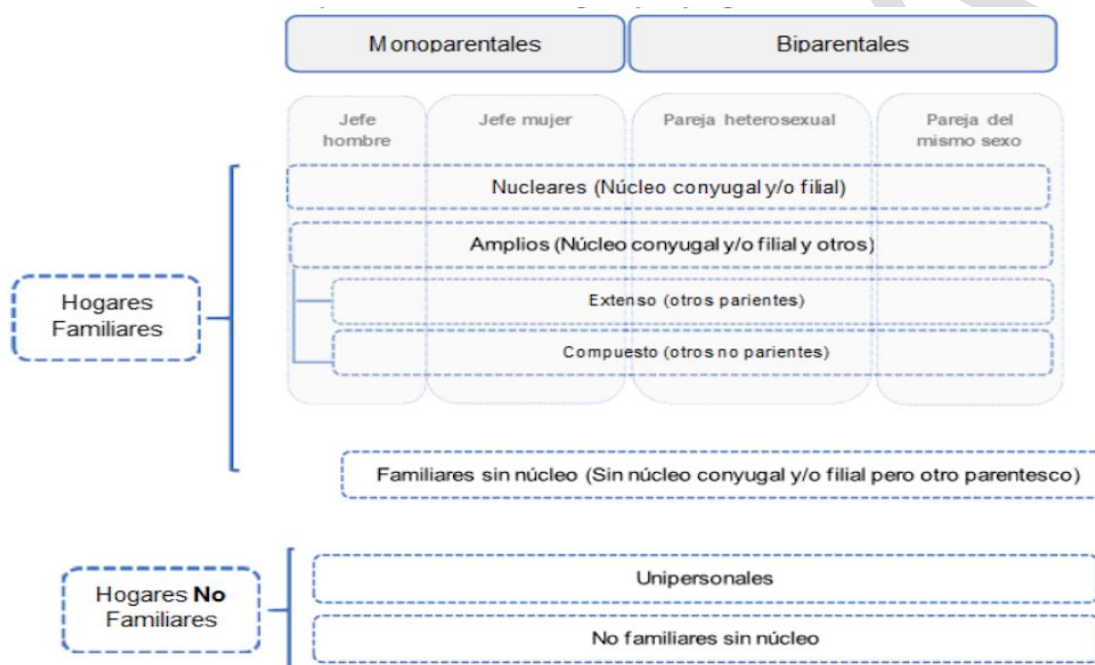 Monoparentales
Biparentales
Jefe
hombre
Jefe mujer
Pareja heterosexual
Pareja del
mismo sexo
Nucleares (Núcleo conyugal y/o filial)
Amplios (Núcleo conyugal y/o filial y otros)
Extenso (otros parientes)
Compuesto (otros no parientes)
Hogares
Familiares
Familiares sin núcleo (Sin núcleo conyugal y/o filial pero otro parentesco)
Hogares No
Familiares
Unipersonales
No familiares sin núcleo